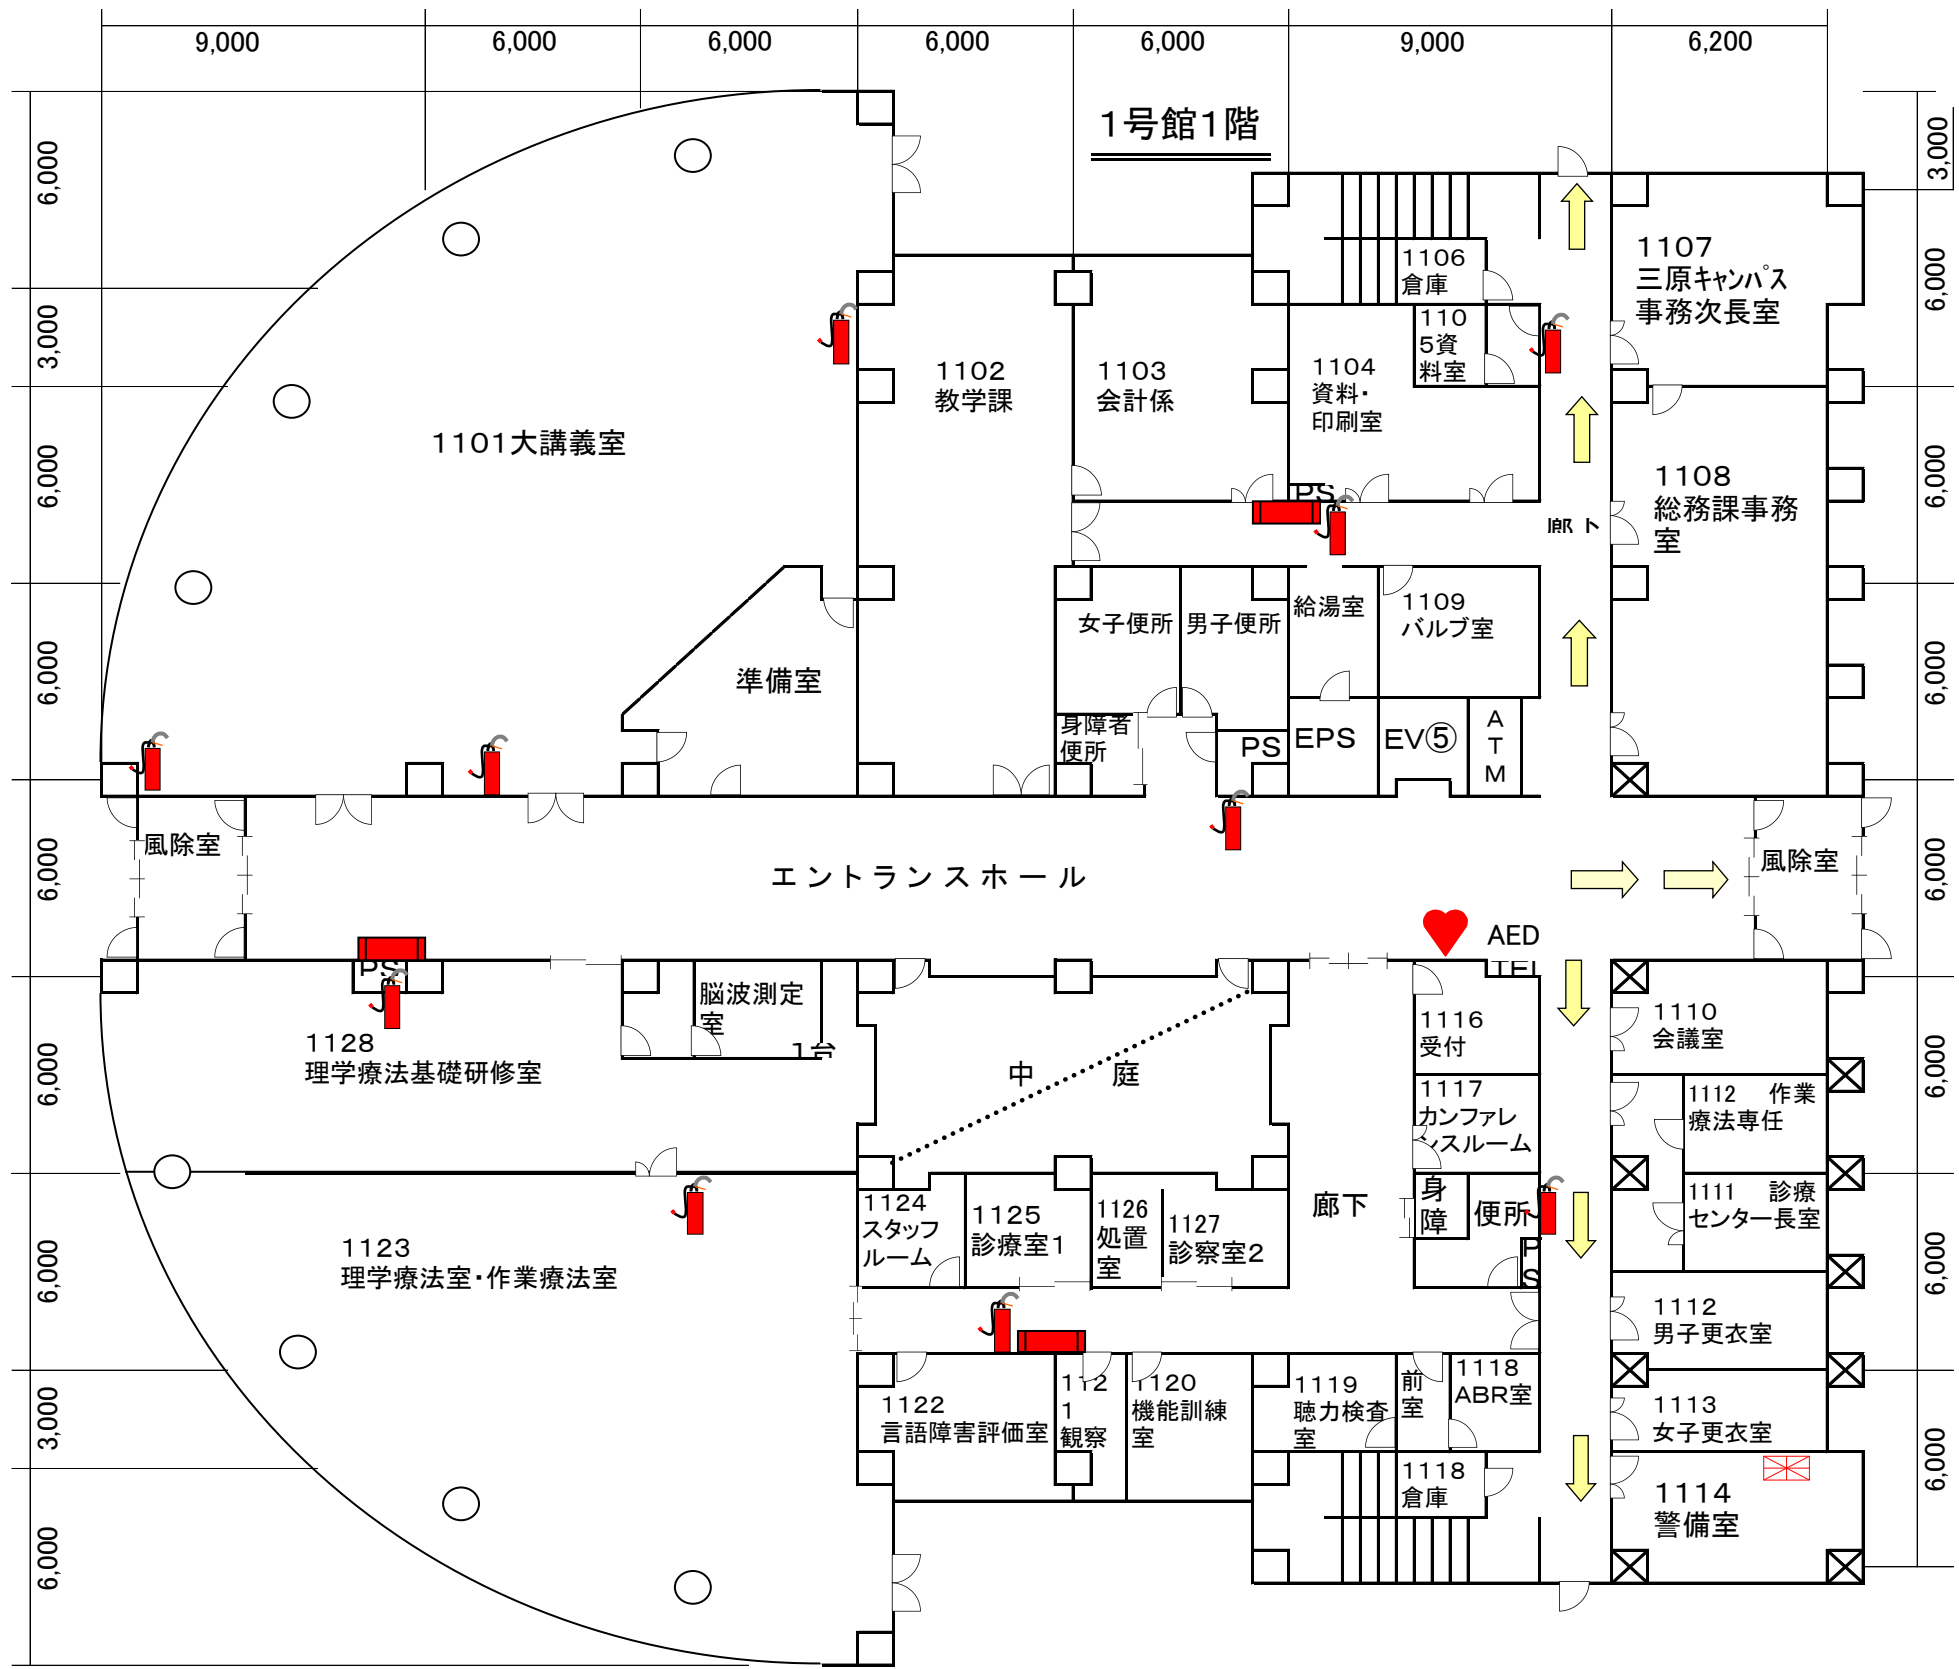 9,000
6,000
6,000
6,000
6,000
9,000
6,200
1号館1階
6,000
3,000
6,000
6,000
6,000
6,000
6,000
3,000
6,000
3,000
6,000
6,000
6,000
6,000
6,000
6,000
6,000
1101大講義室
準備室
1102
教学課
1103
会計係
1104
資料・
印刷室
110
5資
料室
1106
倉庫
1107
三原キャンパス
事務次長室
1108
総務課事務
室
PS
廊下
女子便所
男子便所
給湯室
1109
バルブ室
身障者
便所
PS
EPS
EV⑤
A
T
M
風除室
エントランスホール
風除室
AED
TEL
PS
1128
理学療法基礎研修室
脳波測定
室
1台
中 庭
1116
受付
1117
カンファレ
ンスルーム
1110
会議室
1112 作業
療法専任
1111 診療
センター長室
1123
理学療法室・作業療法室
1124
スタッフ
ルーム
1125
診療室1
1126
処置
室
1127
診察室2
廊下
身
障
便所
P
S
1112
男子更衣室
1113
女子更衣室
1114
警備室
1122
言語障害評価室
112
1
観察
1120
機能訓練
室
1119
聴力検査
室
前
室
1118
ABR室
1118
倉庫